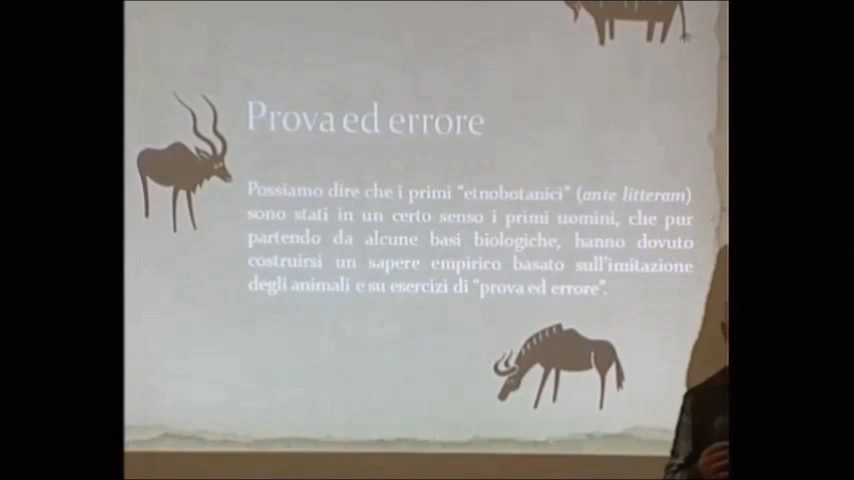 Prova ed errore
Possiamo dire che i primi “etnobotanici” (ante litteram)
sono stati in un certo senso i primi uomini, che pur
partendo da alcune basi biologiche, hanno dovuto
costruirsi un sapere empirico basato sull'imitazione
degli animali e su esercizi di “prova ed errore”.